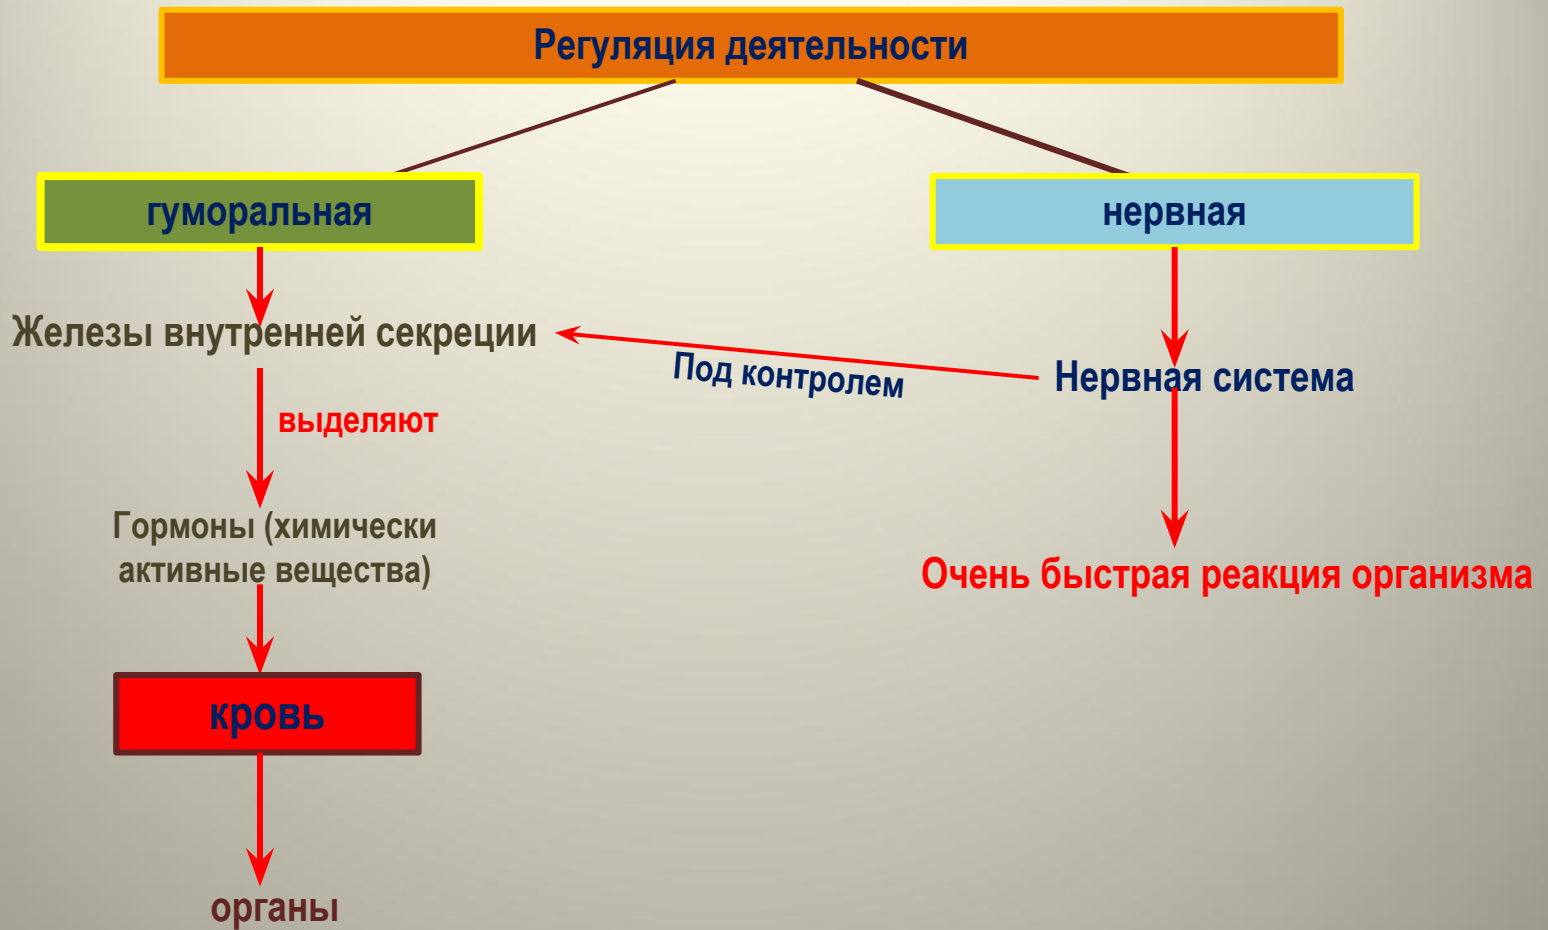 Регуляция деятельности
гуморальная
нервная
Железы внутренней секреции
Под контролем
Нервная система
выделяют
Гормоны (химически
активные вещества)
Очень быстрая реакция организма
кровь
органы